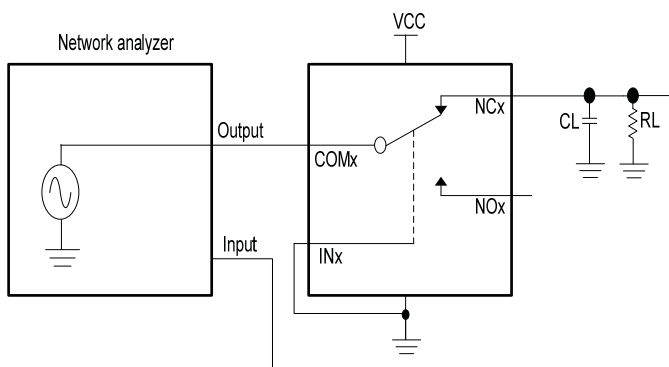 VCC
Network analyzer
NCx
CL
RL
Output
COMx
NOx
Input
INx